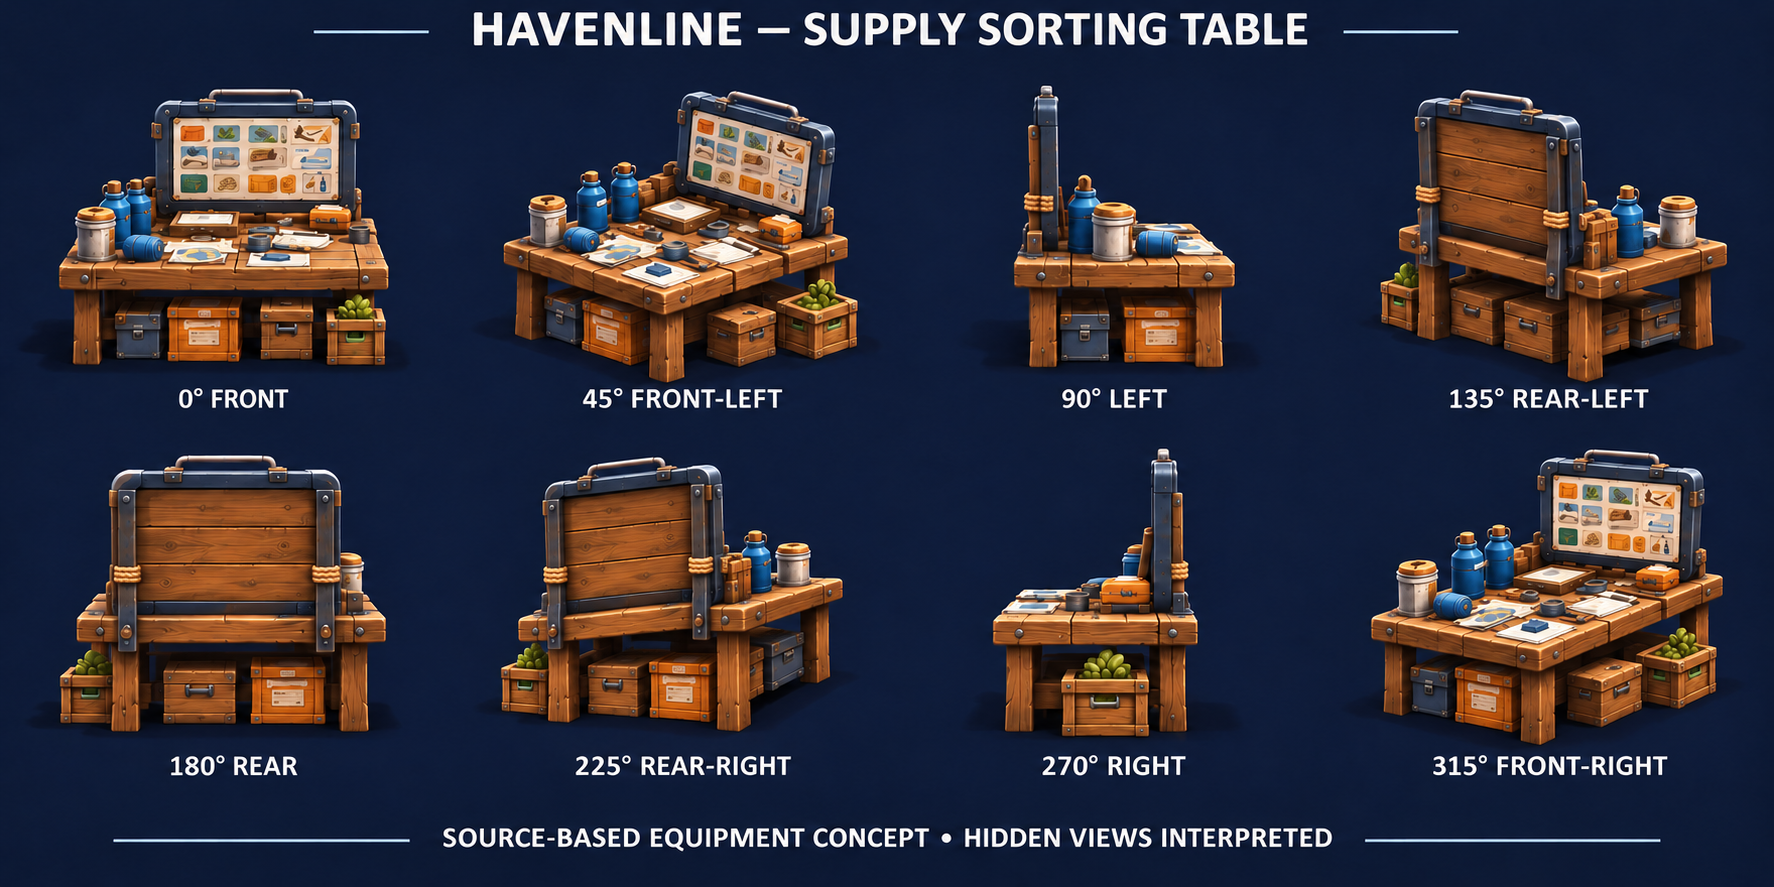 HAVENLINE — SUPPLY SORTING TABLE
0° FRONT
45° FRONT-LEFT
90° LEFT
135° REAR-LEFT
180° REAR
225° REAR-RIGHT
270° RIGHT
315° FRONT-RIGHT
SOURCE-BASED EQUIPMENT CONCEPT • HIDDEN VIEWS INTERPRETED